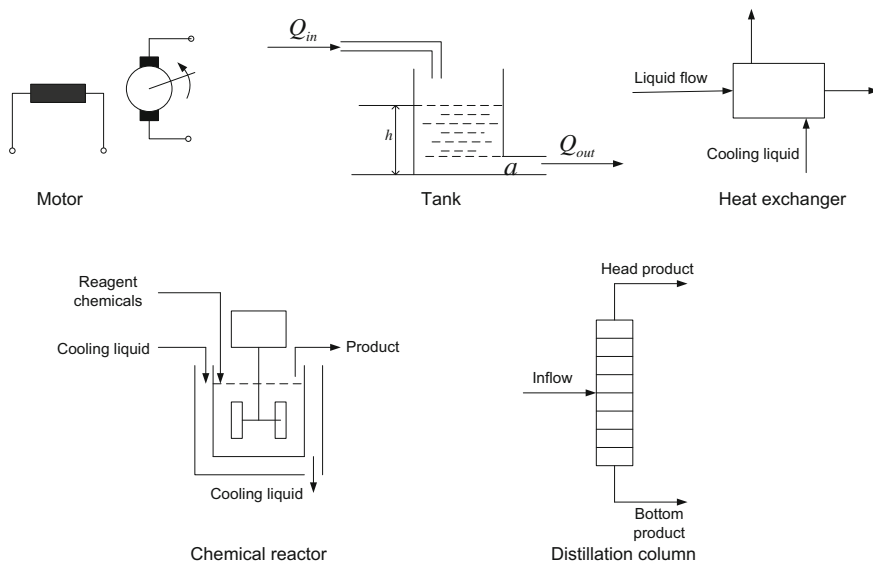 Q_in
h
a
Q_out
Liquid flow
Cooling liquid
Motor
Tank
Heat exchanger
Reagent
chemicals
Cooling liquid
Product
Cooling liquid
Chemical reactor
Head product
Inflow
Bottom
product
Distillation column